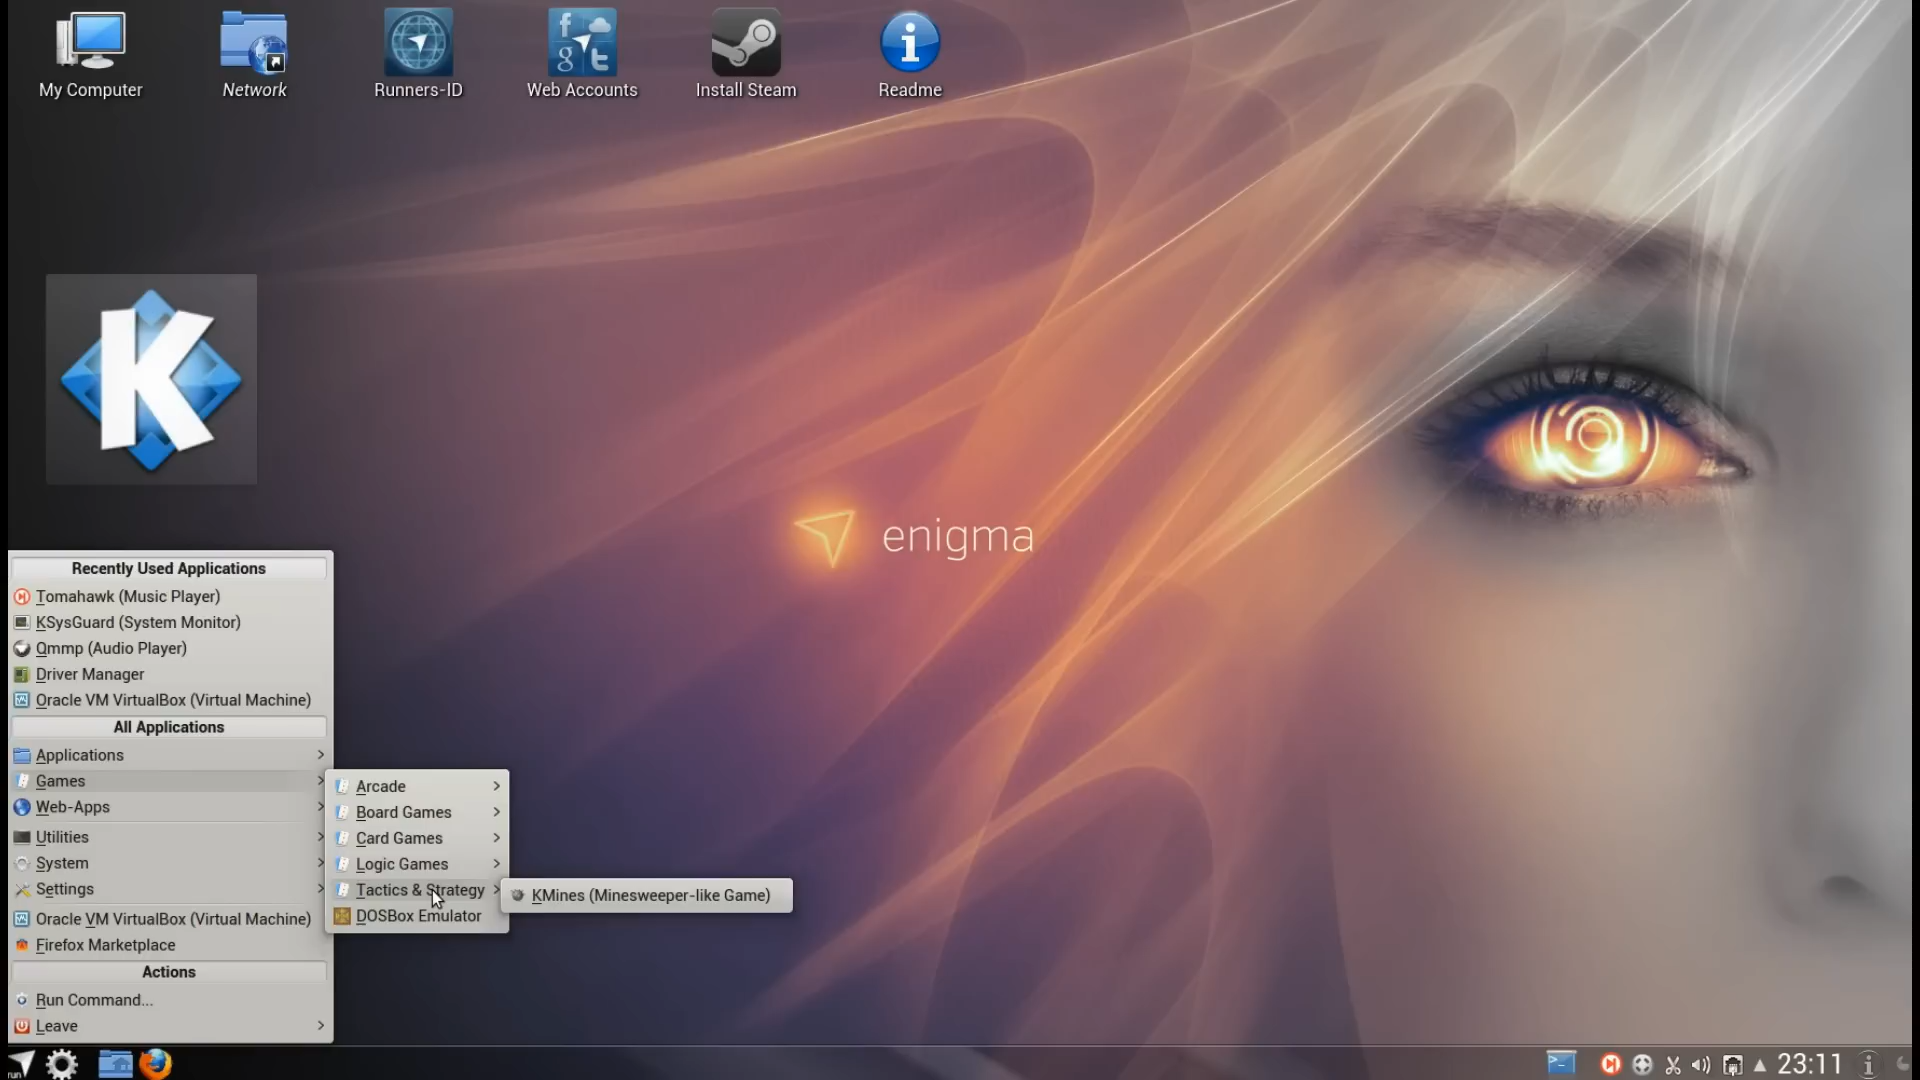 My Computer
Network
Runners-ID
Web Accounts
Install Steam
Readme
K
enigma
Recently Used Applications
Tomahawk (Music Player)
KSysGuard (System Monitor)
Qmmp (Audio Player)
Driver Manager
Oracle VM VirtualBox (Virtual Machine)
All Applications
Applications
Games
Web-Apps
Utilities
System
Settings
Oracle VM VirtualBox (Virtual Machine)
Firefox Marketplace
Actions
Run Command...
Leave
Arcade
Board Games
Card Games
Logic Games
Tactics & Strategy
DOSBox Emulator
KMines (Minesweeper-like Game)
run
23:11